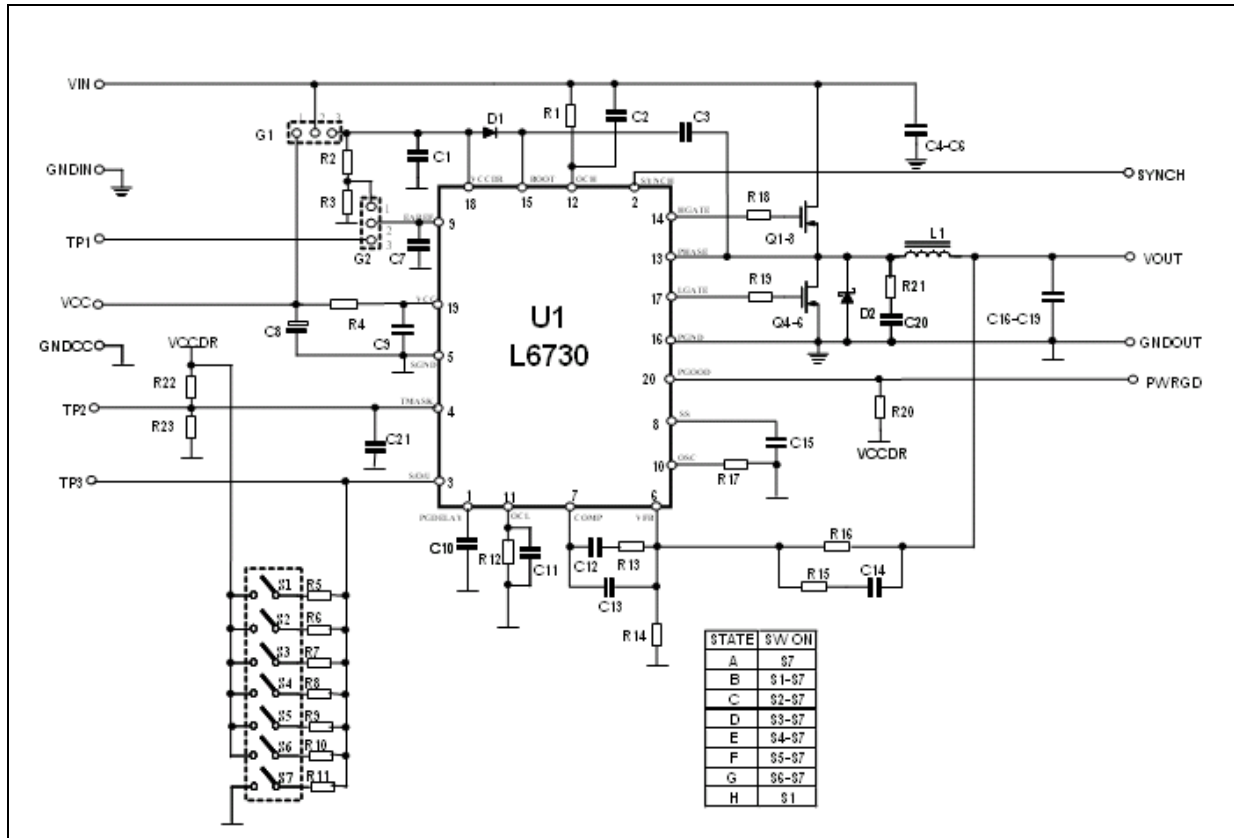 VIN
G1
1 2 3
R2
R3
C1
D1
R1
C2
C3
C4-C6
GNDIN
TP1
G2
1
2
3
C7
EAREF
9
VCCDR
18
BOOT
15
OCH
12
SYNCH
2
SYNCH
HGATE
14
R18
Q1-3
PHASE
13
L1
VOUT
LGATE
17
R19
Q4-6
D2
R21
C20
C16-C19
PGND
16
GNDOUT
PGOOD
20
PWRGD
R20
VCCDR
SS
8
C15
OSC
10
R17
U1
L6730
VCC
C8
R4
C9
VCC
19
5
SGND
GNDCC
VCCDR
R22
R23
TP2
TMASK
4
C21
TP3
3
1
PGDELAY
C10
11
OCL
R12
C11
7
COMP
6
VFB
C12
R13
C13
R14
R16
R15
C14
S1 R5
S2 R6
S3 R7
S4 R8
S5 R9
S6 R10
S7 R11
STATE SW ON
A S7
B S1-S7
C S2-S7
D S3-S7
E S4-S7
F S5-S7
G S6-S7
H S1